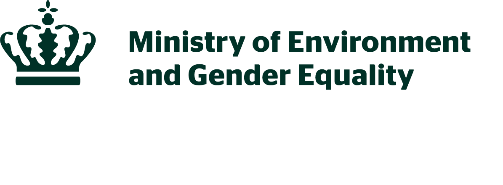 Ministry of Environment
and Gender Equality